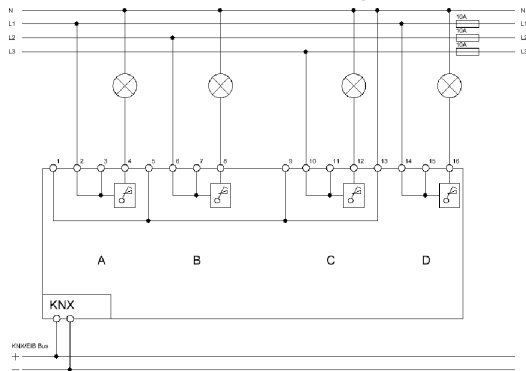 N N
10A
L1 L1
10A
L2 L2
10A
L3 L3
1 2 3 4 5 6 7 8 9 10 11 12 13 14 15 16
A B C D
KNX
KNX/EIB Bus
+
−